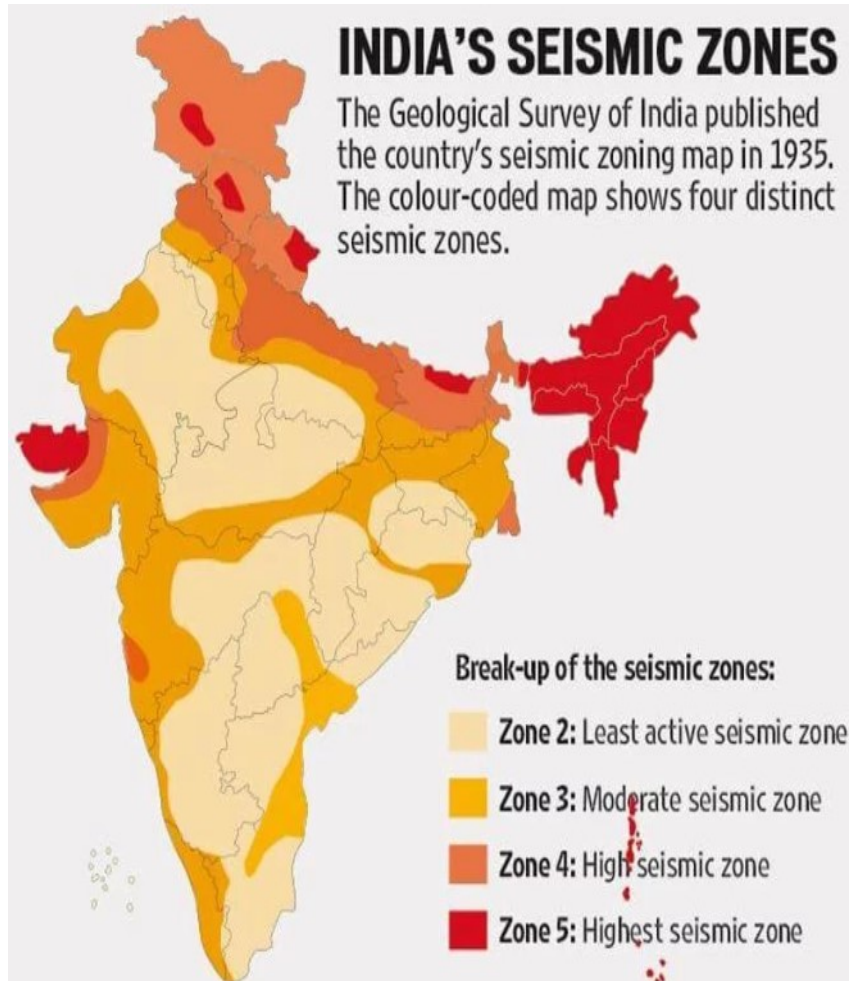 INDIA'S SEISMIC ZONES
The Geological Survey of India published
the country's seismic zoning map in 1935.
The colour-coded map shows four distinct
seismic zones.
Break-up of the seismic zones:
Zone 2: Least active seismic zone
Zone 3: Moderate seismic zone
Zone 4: High seismic zone
Zone 5: Highest seismic zone